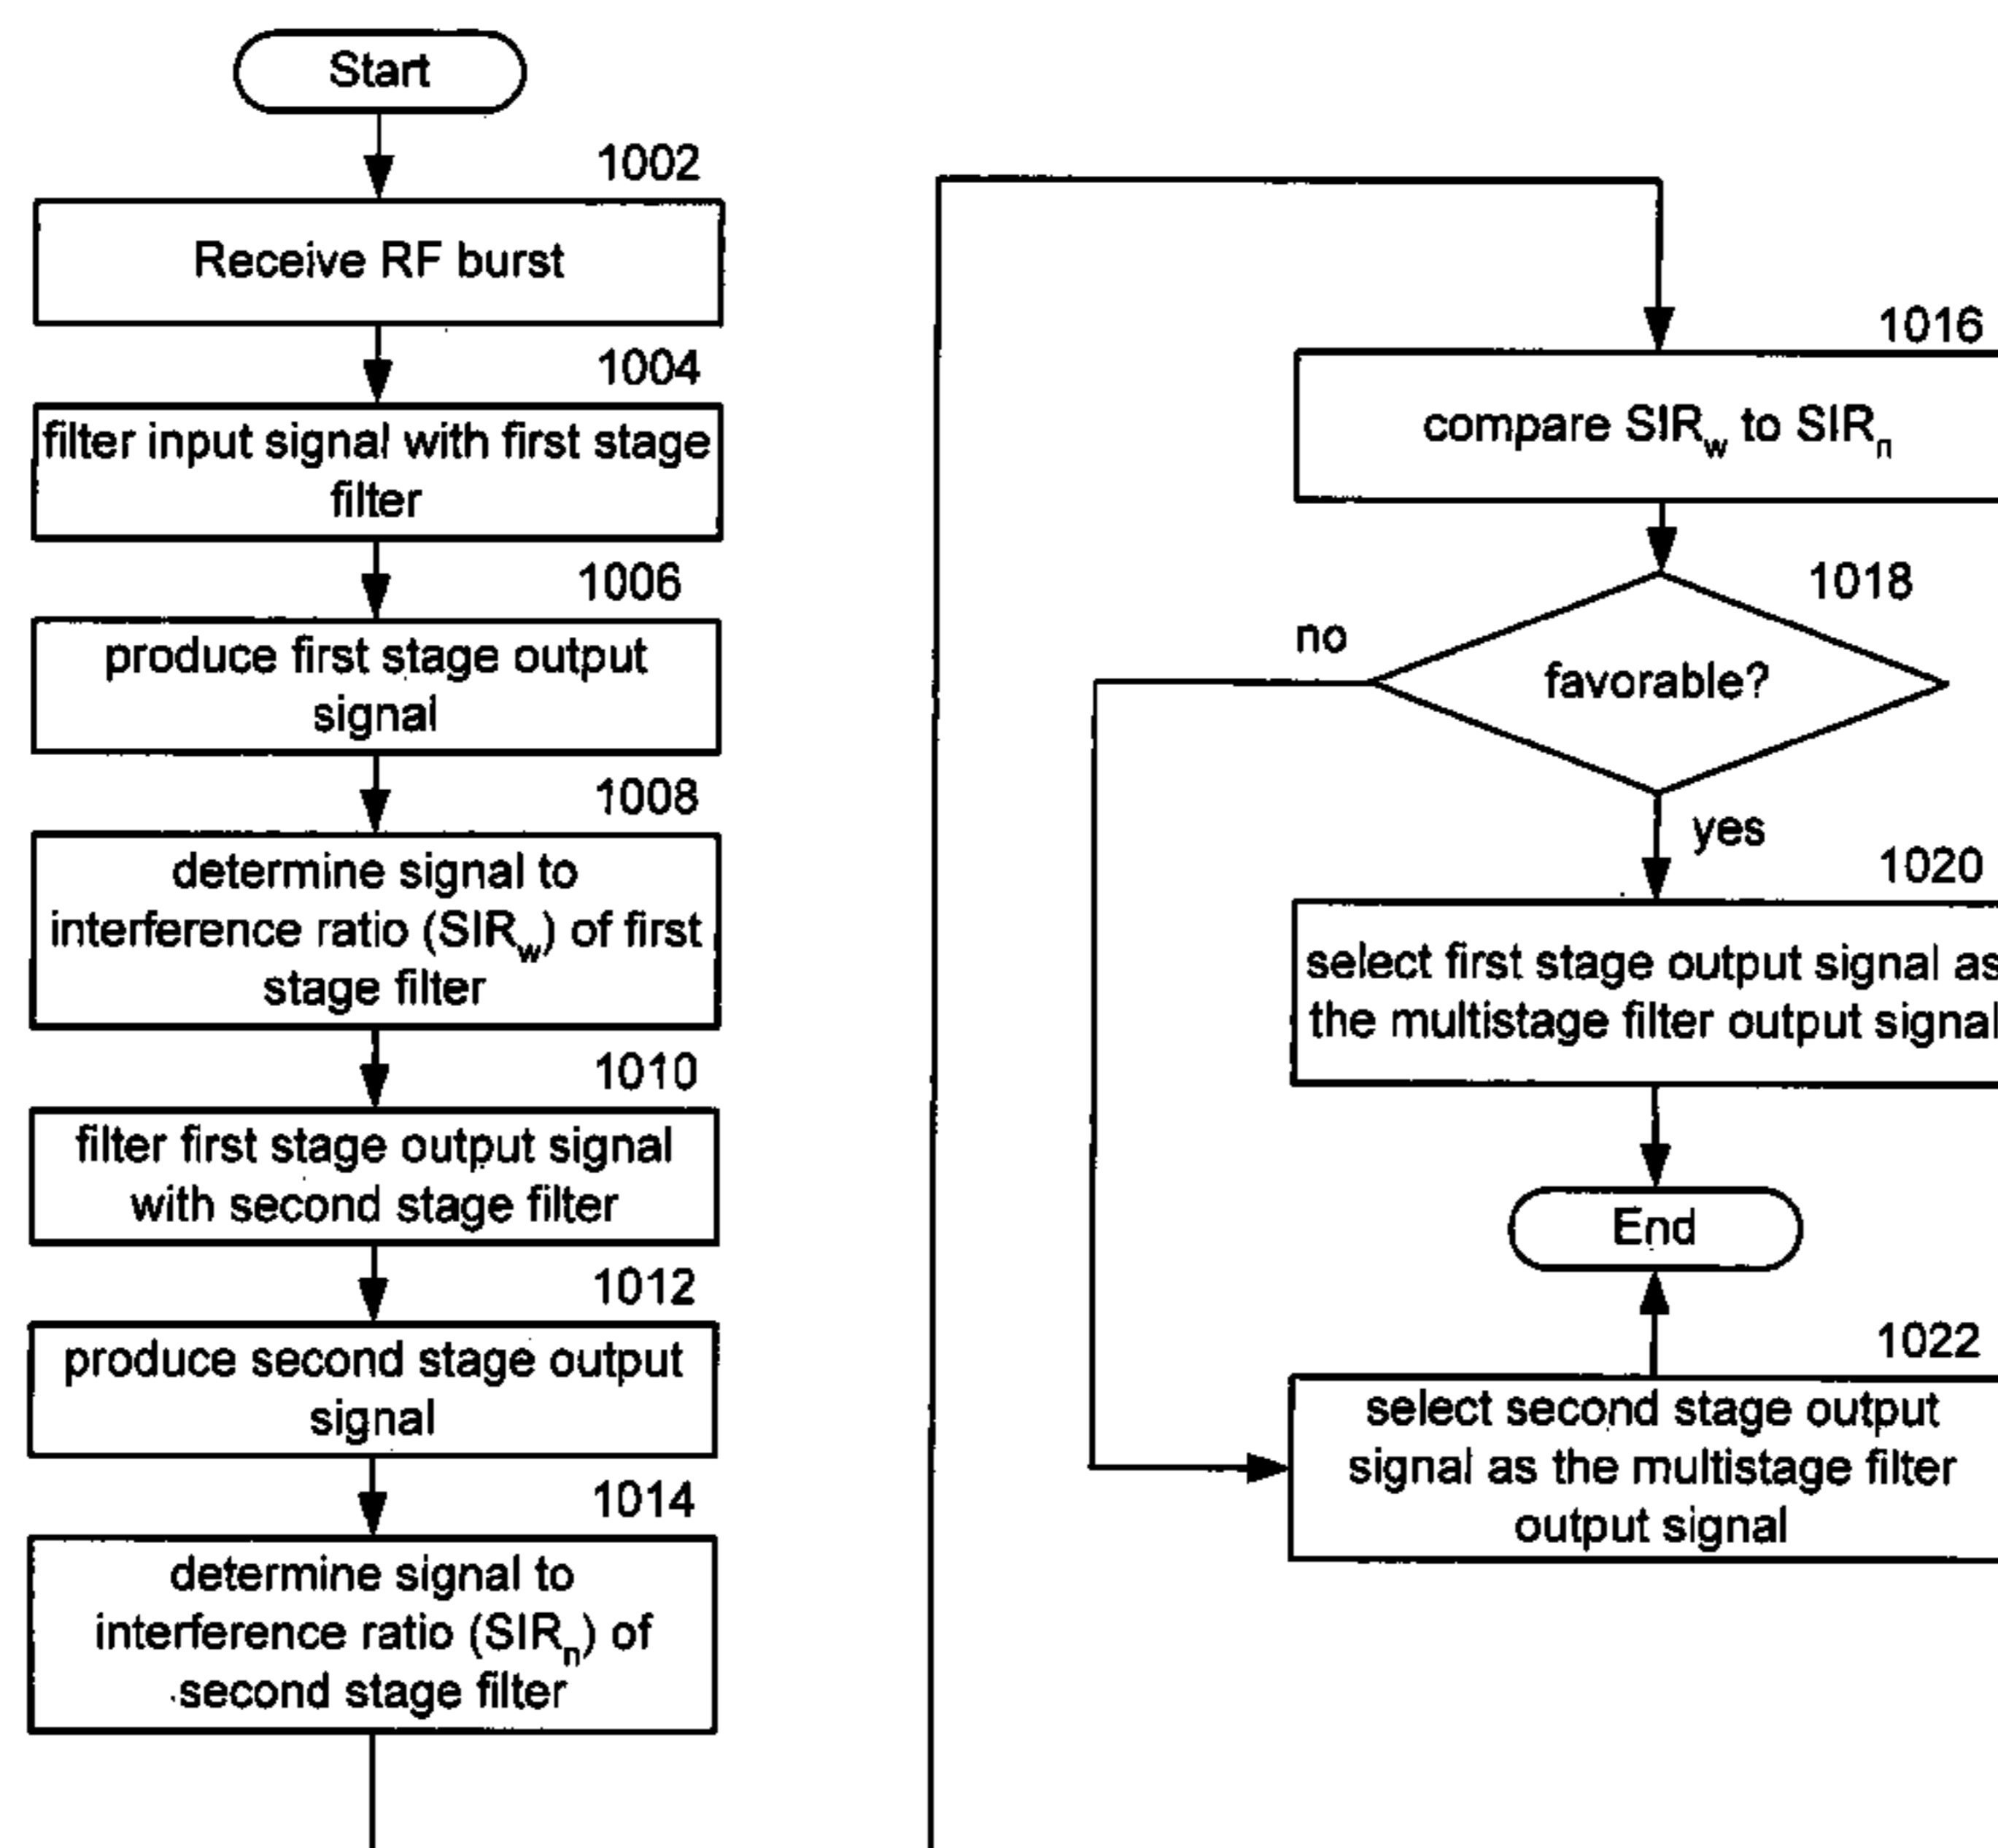 Start
1002
Receive RF burst
1004
filter input signal with first stage
filter
1006
produce first stage output
signal
1008
determine signal to
interference ratio (SIRw) of first
stage filter
1010
filter first stage output signal
with second stage filter
1012
produce second stage output
signal
1014
determine signal to
interference ratio (SIRn) of
second stage filter
1016
compare SIRw to SIRn
1018
no
favorable?
yes
1020
select first stage output signal as
the multistage filter output signal
End
1022
select second stage output
signal as the multistage filter
output signal